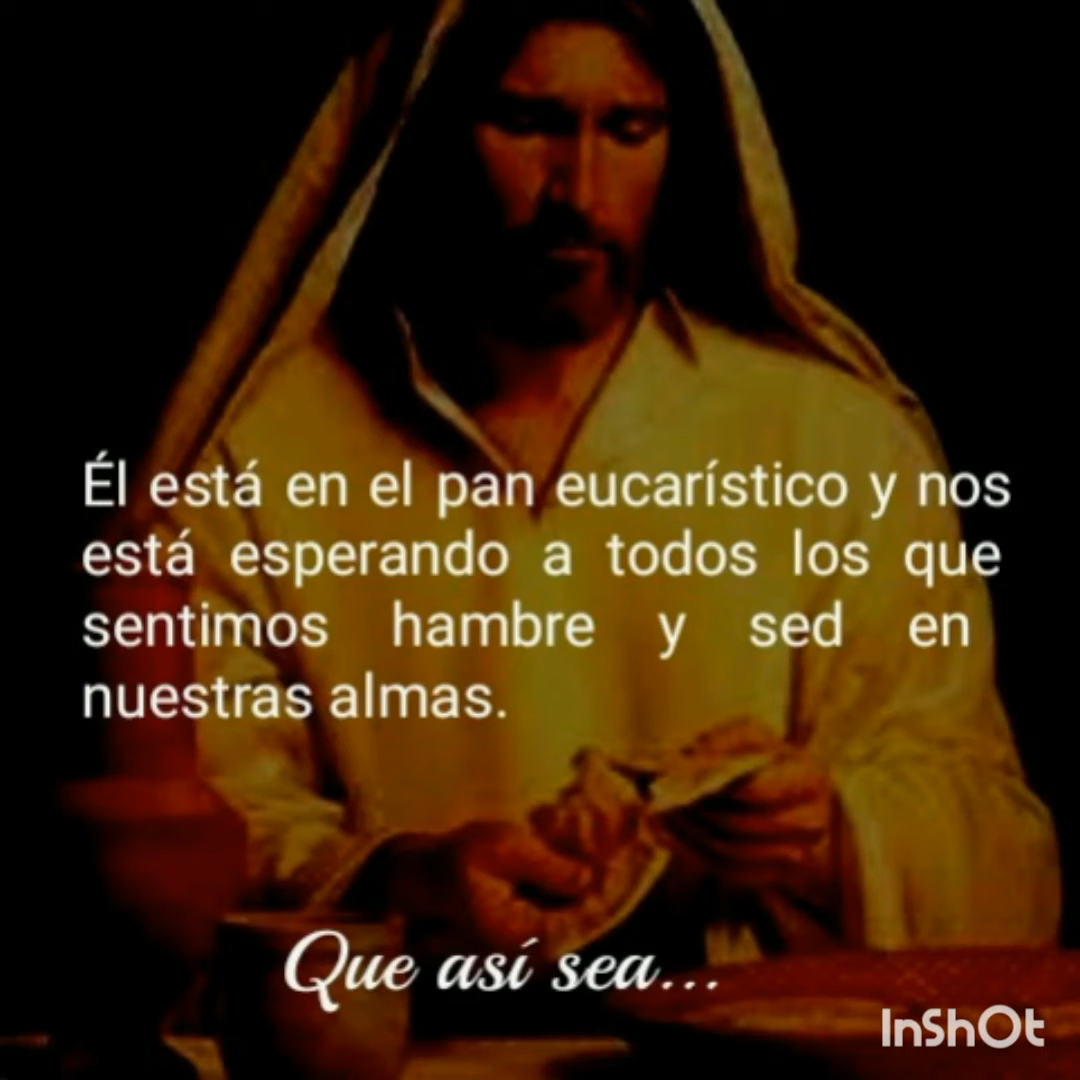 Él está en el pan eucarístico y nos
está esperando a todos los que
sentimos hambre y sed en
nuestras almas.
Que así sea...
InShOt